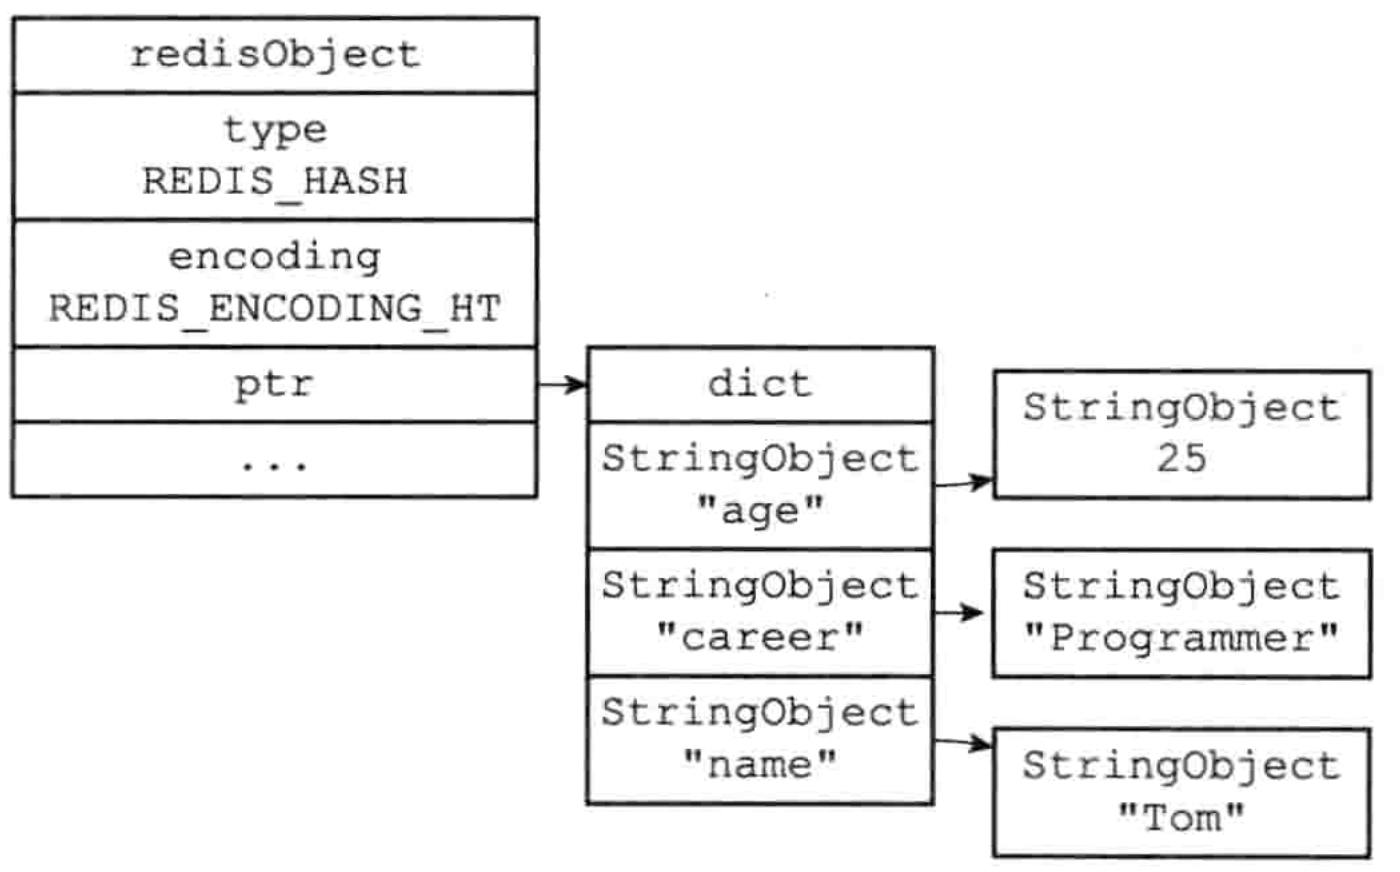 redisObject
type
REDIS_HASH
encoding
REDIS_ENCODING_HT
ptr
...
dict
StringObject
"age"
StringObject
"career"
StringObject
"name"
StringObject
25
StringObject
"Programmer"
StringObject
"Tom"